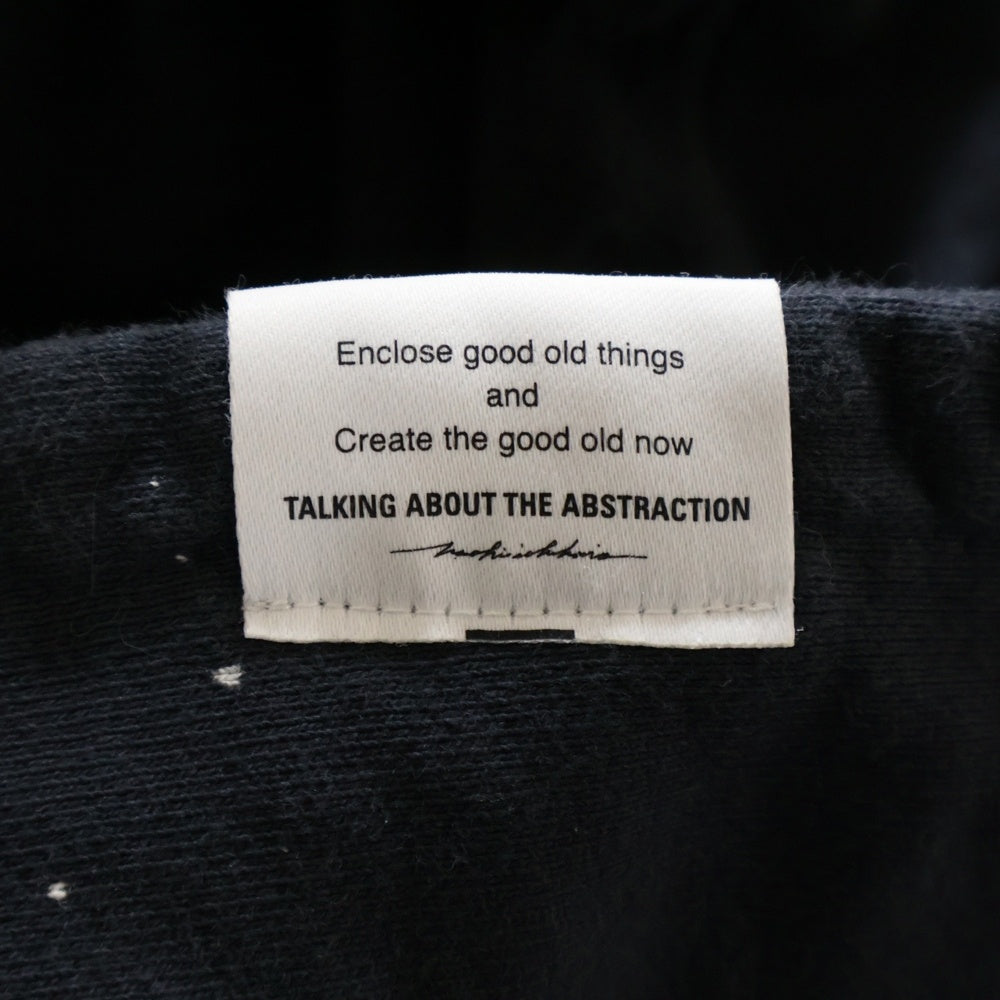 Enclose good old things
and
Create the good old now
TALKING ABOUT THE ABSTRACTION